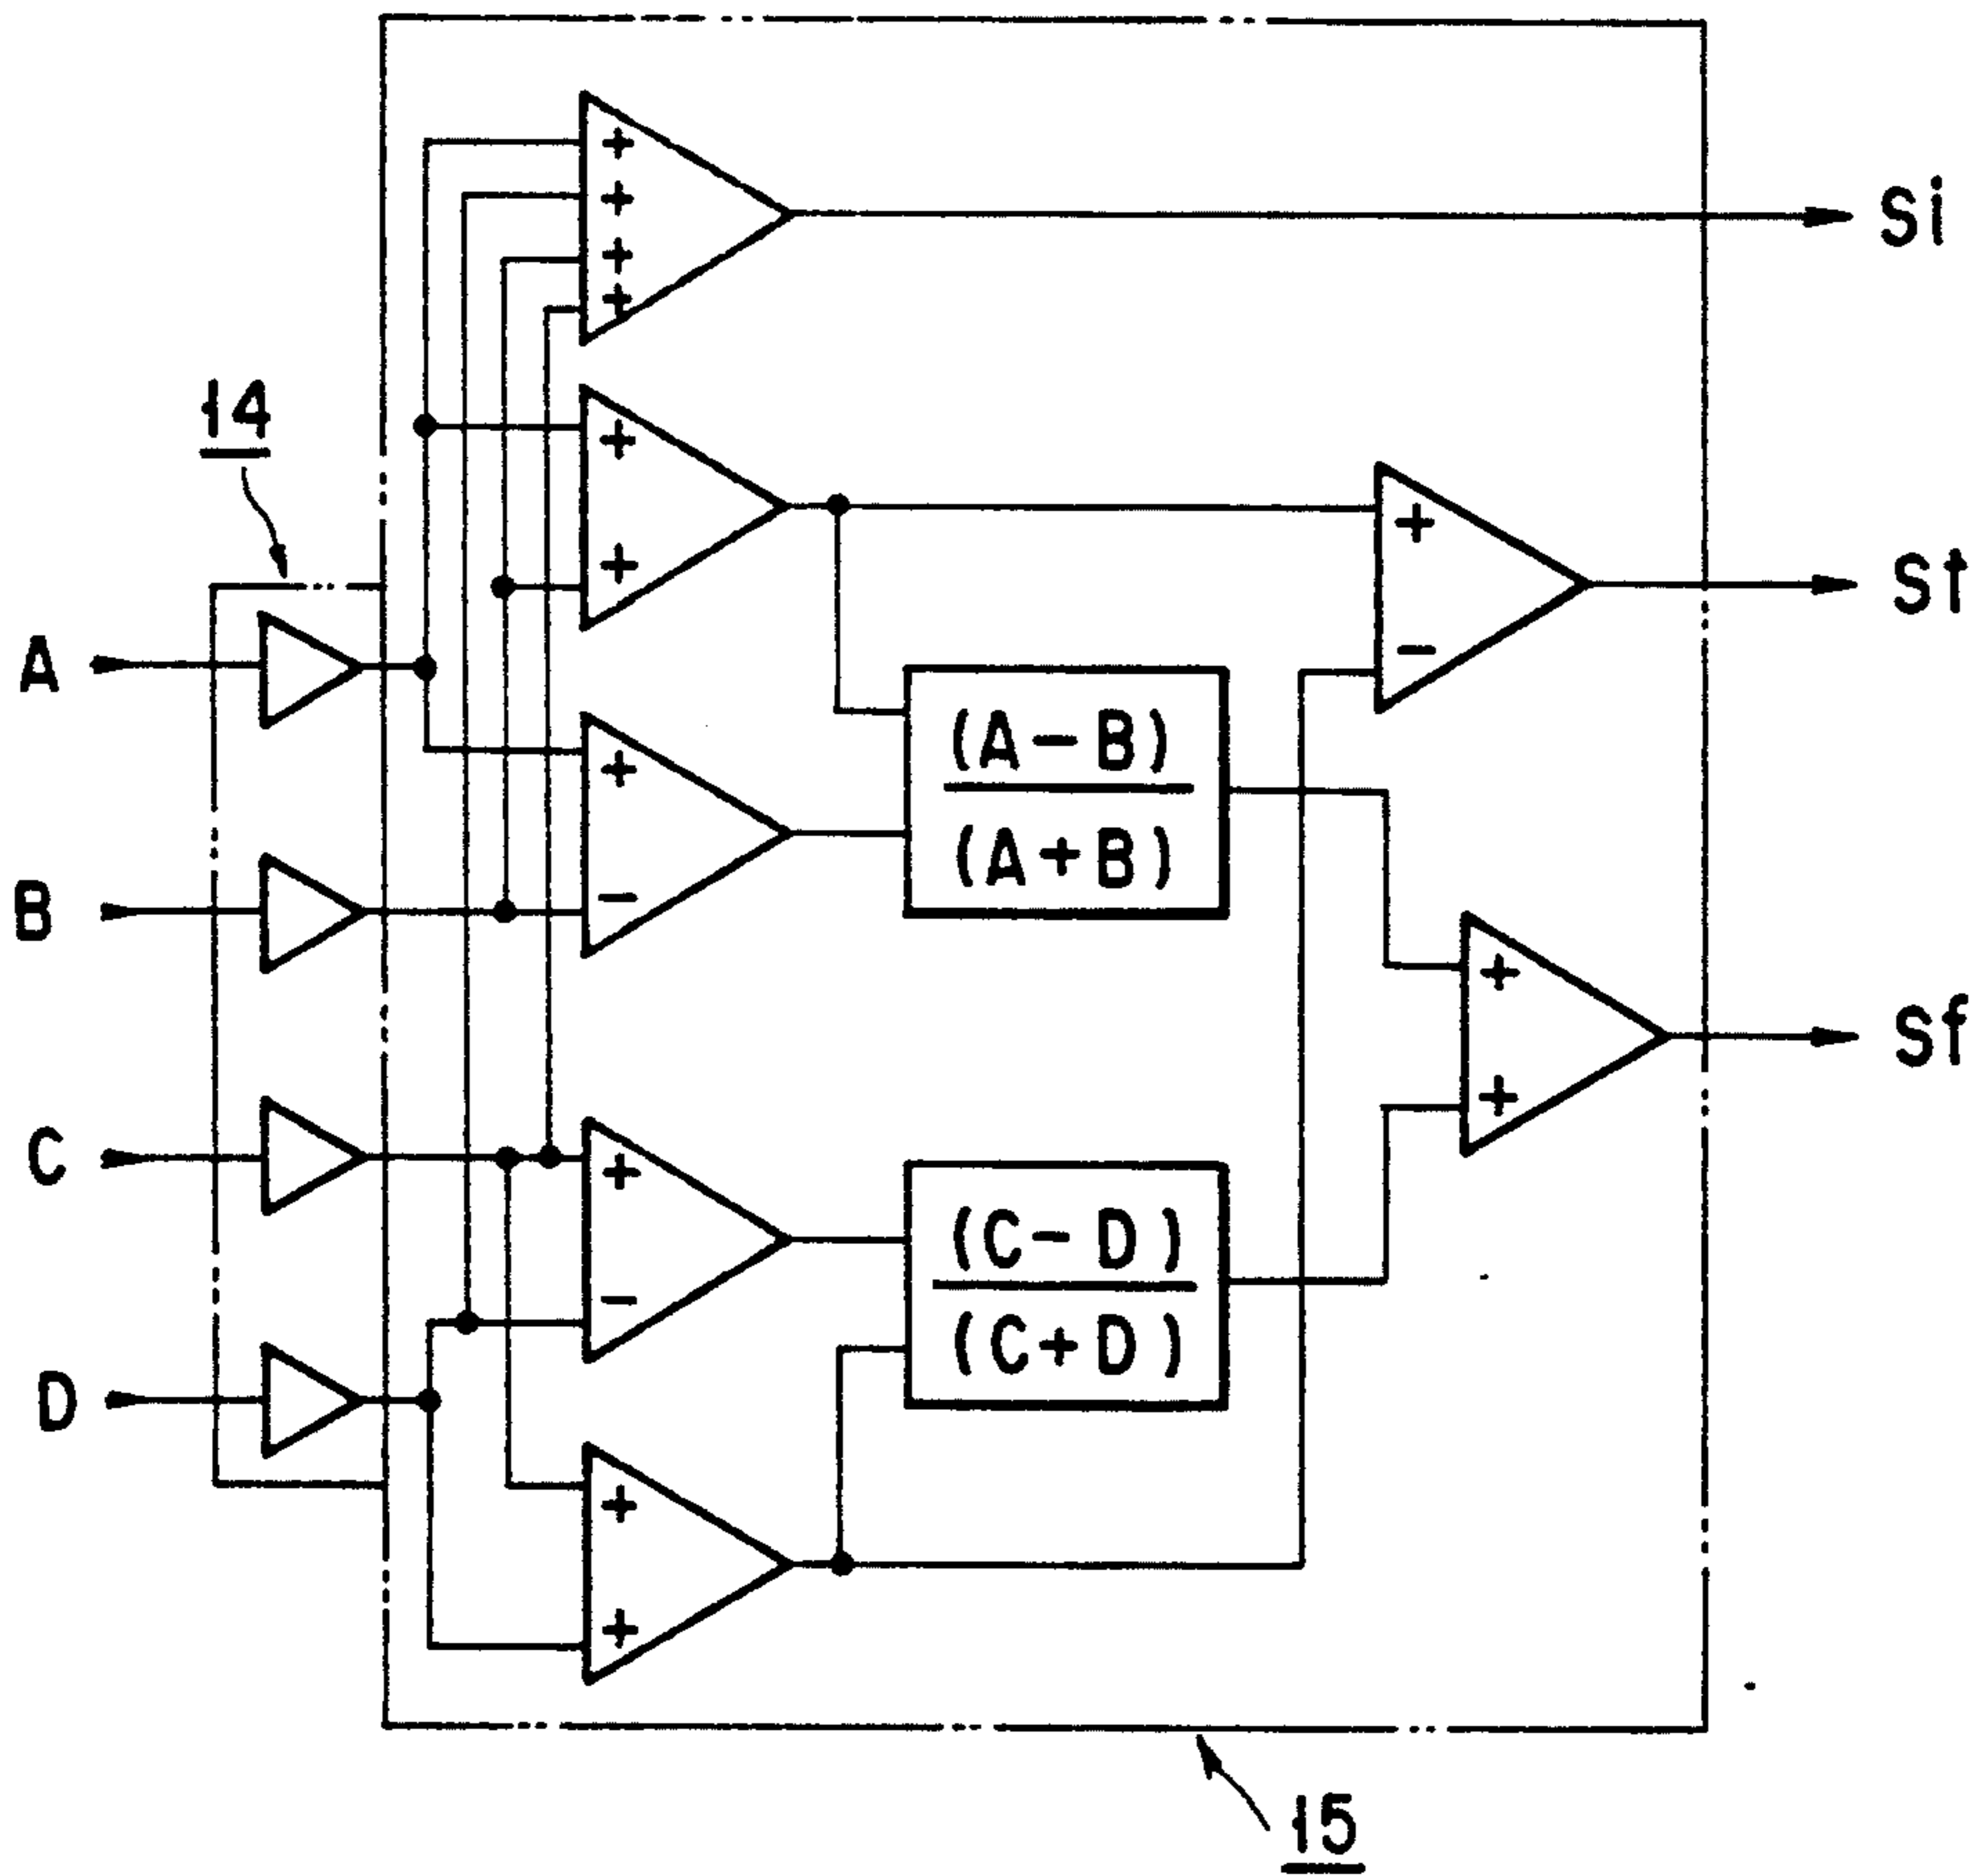 +
+
+
+
Si
14
+
+
+
-
St
A
+
-
(A-B)
(A+B)
B
+
+
Sf
C
+
-
(C-D)
(C+D)
D
+
+
15